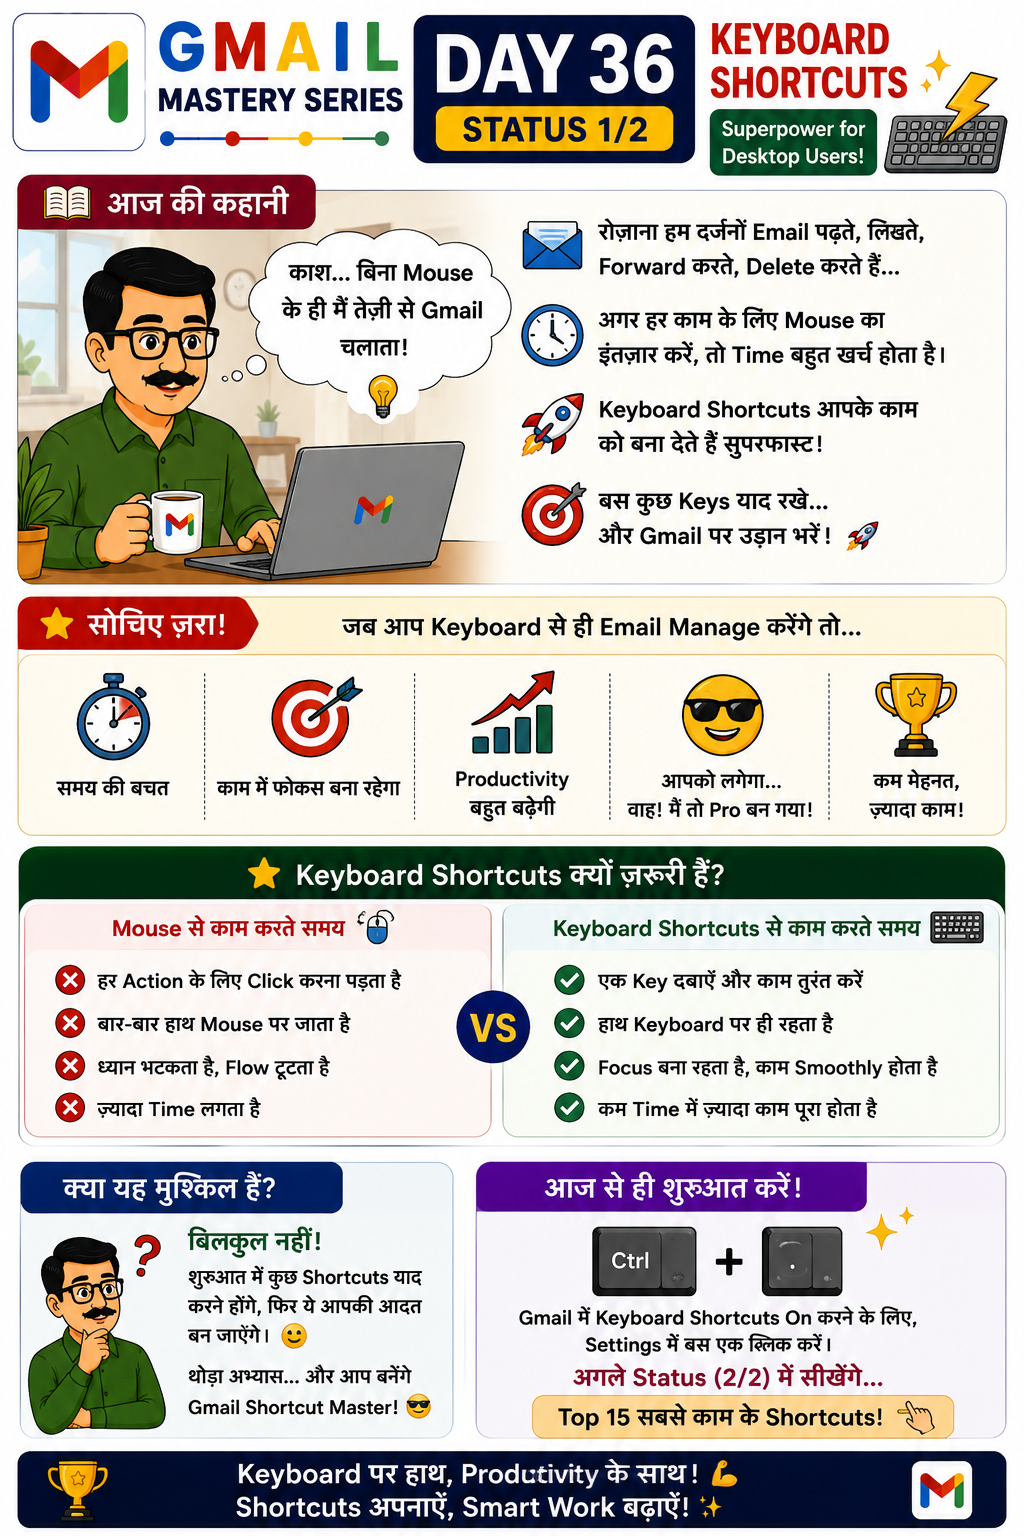 GMAIL
MASTERY SERIES
DAY 36
STATUS 1/2
KEYBOARD
SHORTCUTS
Superpower for
Desktop Users!
आज की कहानी
काश... बिना Mouse
के ही मैं तेज़ी से Gmail
चलाता!
रोज़ाना हम दर्जनों Email पढ़ते, लिखते,
Forward करते, Delete करते हैं...
अगर हर काम के लिए Mouse का
इंतज़ार करें, तो Time बहुत खर्च होता है।
Keyboard Shortcuts आपके काम
को बना देते हैं सुपरफास्ट!
बस कुछ Keys याद रखे...
और Gmail पर उड़ान भरें!
सोचिए ज़रा!
जब आप Keyboard से ही Email Manage करेंगे तो...
समय की बचत
काम में फोकस बना रहेगा
Productivity
बहुत बढ़ेगी
आपको लगेगा...
वाह! मैं तो Pro बन गया!
कम मेहनत,
ज़्यादा काम!
Keyboard Shortcuts क्यों ज़रूरी हैं?
Mouse से काम करते समय
हर Action के लिए Click करना पड़ता है
बार-बार हाथ Mouse पर जाता है
ध्यान भटकता है, Flow टूटता है
ज़्यादा Time लगता है
VS
Keyboard Shortcuts से काम करते समय
एक Key दबाऐं और काम तुरंत करें
हाथ Keyboard पर ही रहता है
Focus बना रहता है, काम Smoothly होता है
कम Time में ज़्यादा काम पूरा होता है
क्या यह मुश्किल हैं?
?
बिलकुल नहीं!
शुरुआत में कुछ Shortcuts याद
करने होंगे, फिर ये आपकी आदत
बन जाऐंगे।
थोड़ा अभ्यास... और आप बनेंगे
Gmail Shortcut Master!
आज से ही शुरुआत करें!
Ctrl + .
Gmail में Keyboard Shortcuts On करने के लिए,
Settings में बस एक क्लिक करें।
अगले Status (2/2) में सीखेंगे...
Top 15 सबसे काम के Shortcuts!
Keyboard पर हाथ, Productivity के साथ!
Shortcuts अपनाऐं, Smart Work बढ़ाऐं!